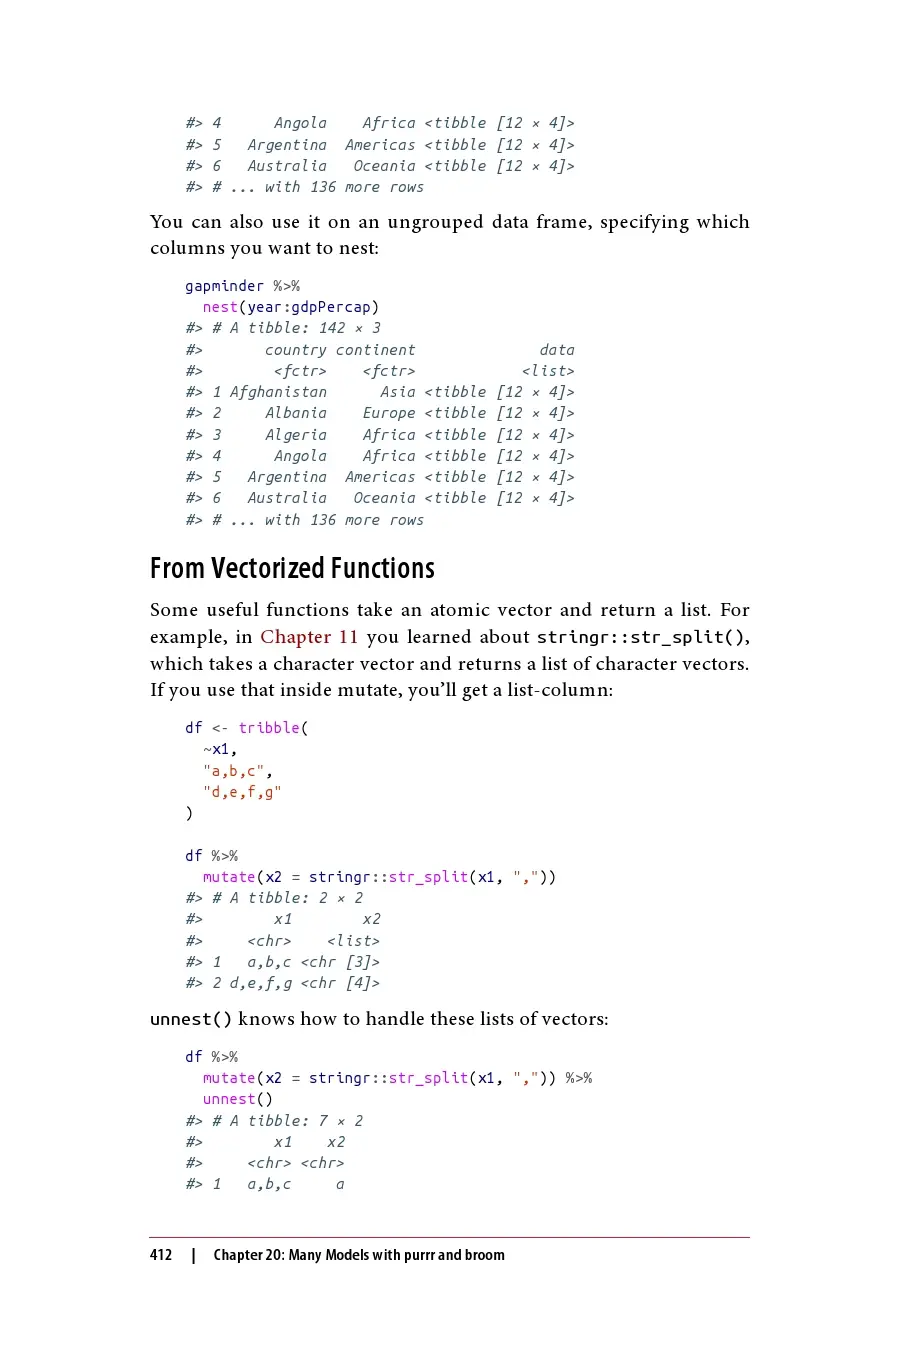 #> 4      Angola    Africa <tibble [12 × 4]>
#> 5   Argentina  Americas <tibble [12 × 4]>
#> 6   Australia   Oceania <tibble [12 × 4]>
#> # ... with 136 more rows
You can also use it on an ungrouped data frame, specifying which
columns you want to nest:
gapminder %>%
  nest(year:gdpPercap)
#> # A tibble: 142 × 3
#>       country continent              data
#>        <fctr>    <fctr>            <list>
#> 1 Afghanistan      Asia <tibble [12 × 4]>
#> 2     Albania    Europe <tibble [12 × 4]>
#> 3     Algeria    Africa <tibble [12 × 4]>
#> 4      Angola    Africa <tibble [12 × 4]>
#> 5   Argentina  Americas <tibble [12 × 4]>
#> 6   Australia   Oceania <tibble [12 × 4]>
#> # ... with 136 more rows
From Vectorized Functions
Some useful functions take an atomic vector and return a list. For
example, in Chapter 11 you learned about stringr::str_split(),
which takes a character vector and returns a list of character vectors.
If you use that inside mutate, you’ll get a list-column:
df <- tribble(
  ~x1,
  "a,b,c",
  "d,e,f,g"
)
df %>%
  mutate(x2 = stringr::str_split(x1, ","))
#> # A tibble: 2 × 2
#>        x1        x2
#>     <chr>    <list>
#> 1   a,b,c <chr [3]>
#> 2 d,e,f,g <chr [4]>
unnest() knows how to handle these lists of vectors:
df %>%
  mutate(x2 = stringr::str_split(x1, ",")) %>%
  unnest()
#> # A tibble: 7 × 2
#>        x1    x2
#>     <chr> <chr>
#> 1   a,b,c     a
412 | Chapter 20: Many Models with purrr and broom